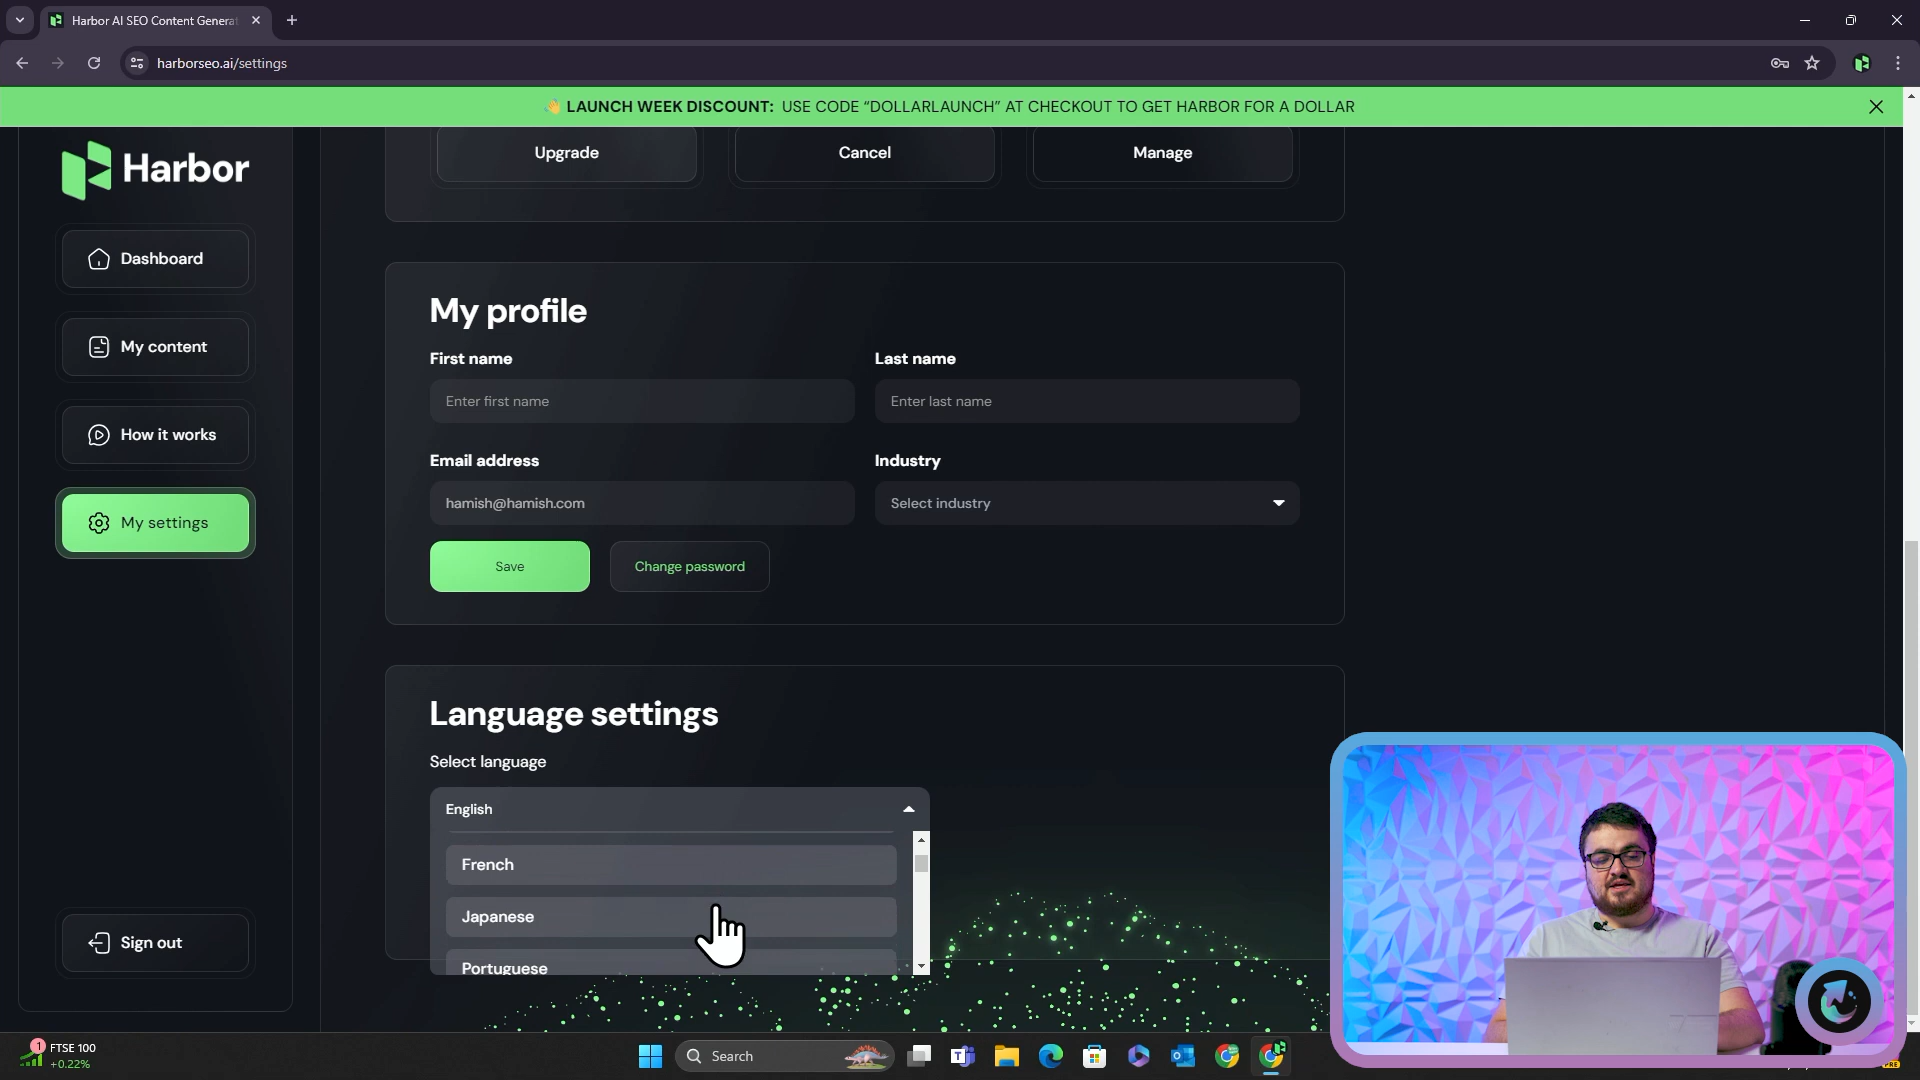 Harbor AI SEO Content Genera
harborseo.ai/settings
👋 LAUNCH WEEK DISCOUNT: USE CODE “DOLLARLAUNCH” AT CHECKOUT TO GET HARBOR FOR A DOLLAR
Harbor
Dashboard
My content
How it works
My settings
Sign out
Upgrade
Cancel
Manage
My profile
First name
Last name
Enter first name
Enter last name
Email address
Industry
hamish@hamish.com
Select industry
Save
Change password
Language settings
Select language
English
French
Japanese
Portuguese
1
FTSE 100
+0.22%
Search
PRE